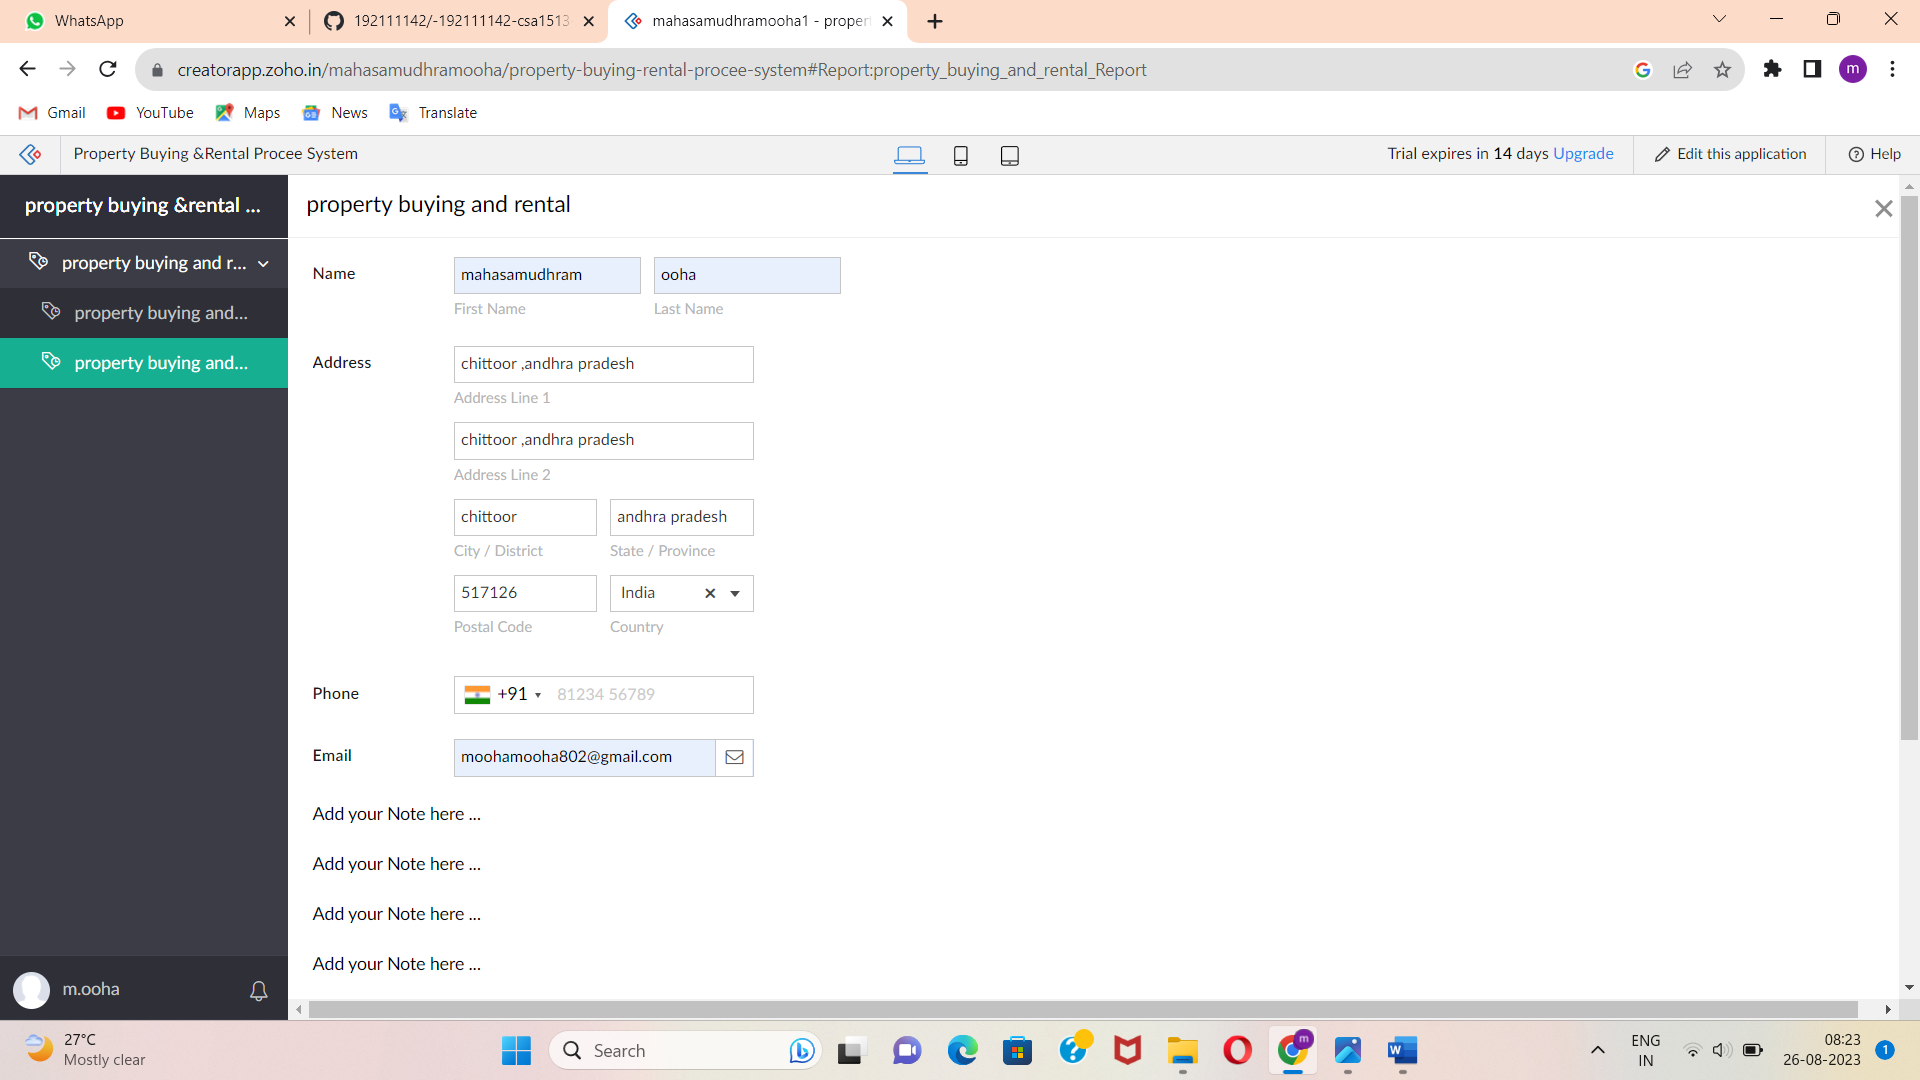 WhatsApp
192111142/-192111142-csa1513
mahasamudhramooha1 - proper
creatorapp.zoho.in/mahasamudhramooha/property-buying-rental-procee-system#Report:property_buying_and_rental_Report
m
Gmail
YouTube
Maps
News
Translate
Property Buying &Rental Procee System
Trial expires in 14 days Upgrade
Edit this application
Help
property buying &rental ...
property buying and rental
property buying and r...
property buying and...
property buying and...
Name
mahasamudhram
ooha
First Name
Last Name
Address
chittoor ,andhra pradesh
Address Line 1
chittoor ,andhra pradesh
Address Line 2
chittoor
andhra pradesh
City / District
State / Province
517126
India
Postal Code
Country
Phone
+91
81234 56789
Email
moohamooha802@gmail.com
Add your Note here ...
Add your Note here ...
Add your Note here ...
Add your Note here ...
m.ooha
27°C
Mostly clear
Search
m
ENG
IN
08:23
26-08-2023
1